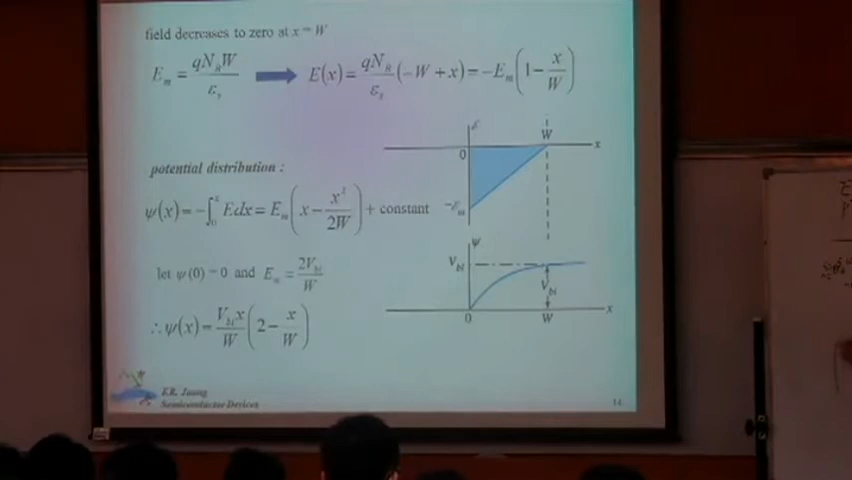 field decreases to zero at x = W
E_m = qN_B W / ε_s → E(x) = qN_B / ε_s (−W + x) = −E_m (1 − x/W)
potential distribution :
ψ(x) = −∫_0^x E dx = E_m (x − x²/2W) + constant
let ψ(0) = 0 and E_m = 2V_bi / W
∴ ψ(x) = V_bi x / W (2 − x/W)
ℰ
W
x
0
−ℰ_m
ψ
V_bi
V_bi
x
0
W
Semiconductor Devices
14